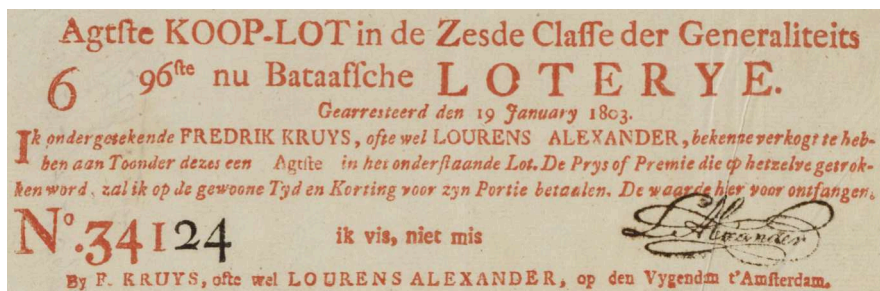 Agtſte KOOP-LOT in de Zesde Claſſe der Generaliteits
6 96ſte nu Bataafſche LOTERYE.
Gearresteerd den 19 January 1803.
Ik ondergetekende FREDRIK KRUYS, ofte wel LOURENS ALEXANDER, bekenne verkogt te heb-
ben aan Toonder dezes een Agtſte in het onderſtaande Lot. De Prys of Premie die op hetzelve getrok-
ken word, zal ik op de gewoone Tyd en Korting voor zyn Portie betaalen. De waarde hier voor ontfangen.
No. 34124 ik vis, niet mis L. Alexander
By F. KRUYS, ofte wel LOURENS ALEXANDER, op den Vygendam t'Amſterdam.